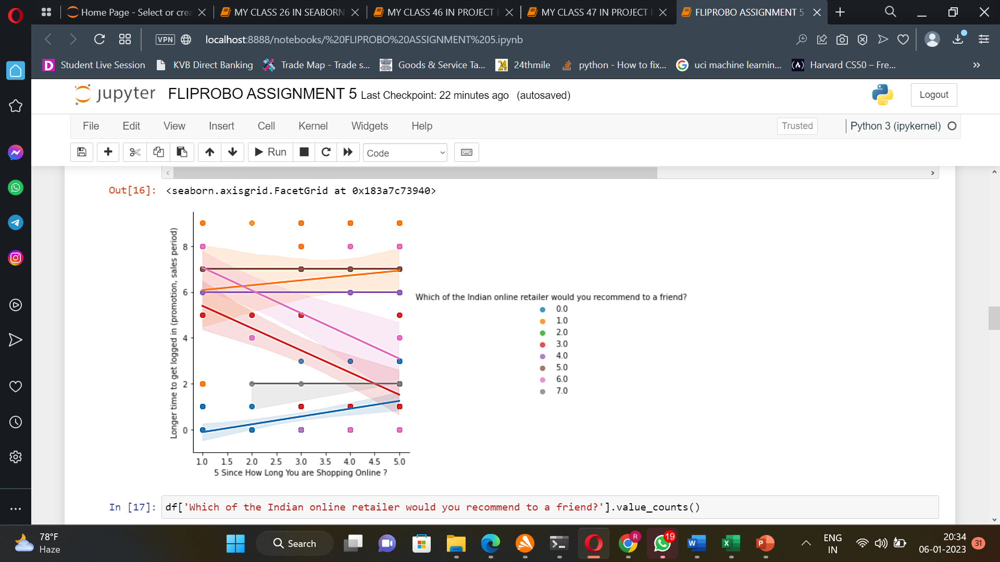 Home Page - Select or crea
MY CLASS 26 IN SEABORN
MY CLASS 46 IN PROJECT
MY CLASS 47 IN PROJECT
FLIPROBO ASSIGNMENT 5
VPN
localhost:8888/notebooks/%20FLIPROBO%20ASSIGNMENT%205.ipynb
Student Live Session
KVB Direct Banking
Trade Map - Trade s...
Goods & Service Ta...
24thmile
python - How to fix...
uci machine learnin...
Harvard CS50 – Fre...
jupyter FLIPROBO ASSIGNMENT 5 Last Checkpoint: 22 minutes ago (autosaved)
Logout
File Edit View Insert Cell Kernel Widgets Help
Trusted
Python 3 (ipykernel)
Run
Code
Out[16]: <seaborn.axisgrid.FacetGrid at 0x183a7c73940>
Longer time to get logged in (promotion, sales period)
8
6
4
2
0
1.0 1.5 2.0 2.5 3.0 3.5 4.0 4.5 5.0
5 Since How Long You are Shopping Online ?
Which of the Indian online retailer would you recommend to a friend?
0.0
1.0
2.0
3.0
4.0
5.0
6.0
7.0
In [17]: df['Which of the Indian online retailer would you recommend to a friend?'].value_counts()
78°F
Haze
Search
R
19
ENG
IN
20:34
06-01-2023
31